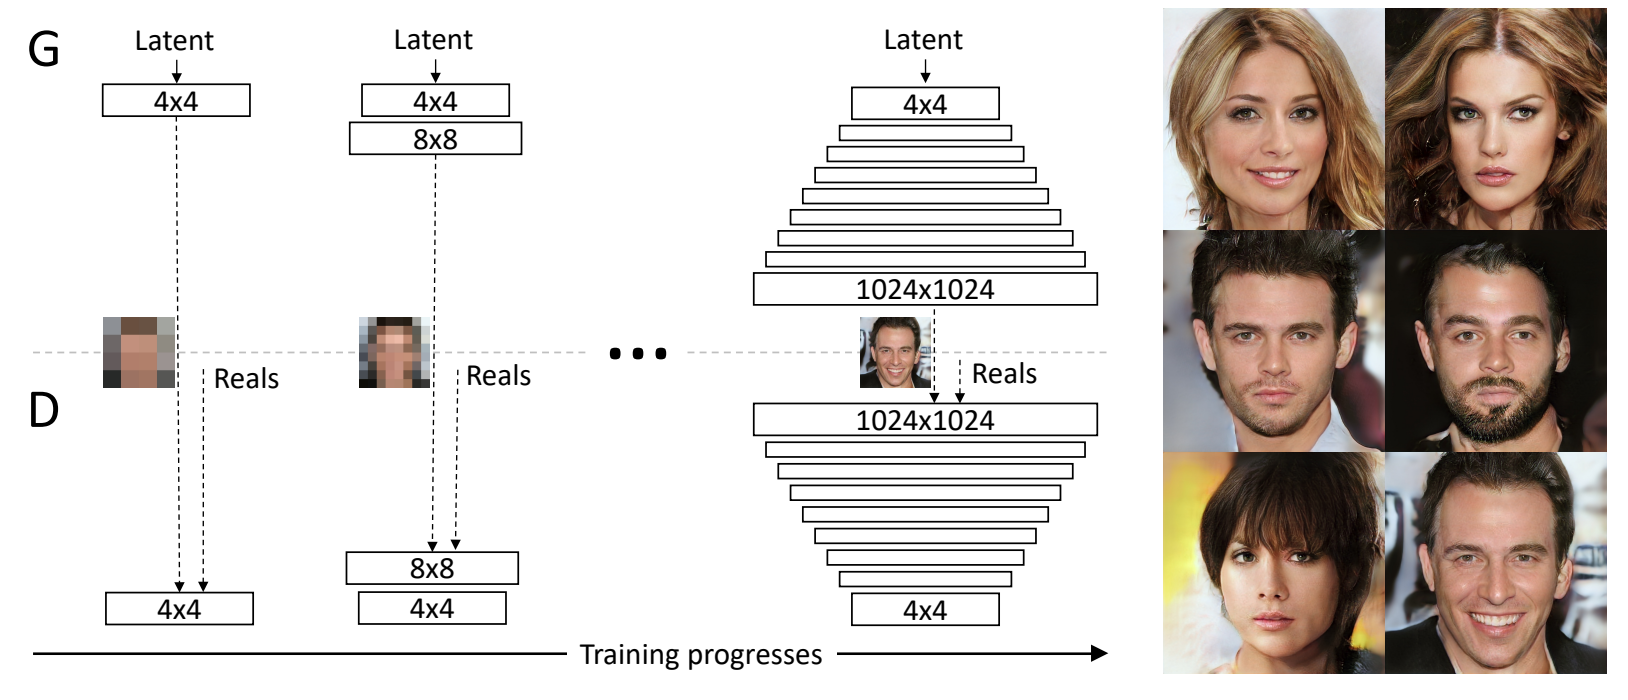 G
Latent
4x4
Latent
4x4
8x8
Latent
4x4
1024x1024
Reals
Reals
Reals
D
1024x1024
8x8
4x4
4x4
4x4
Training progresses